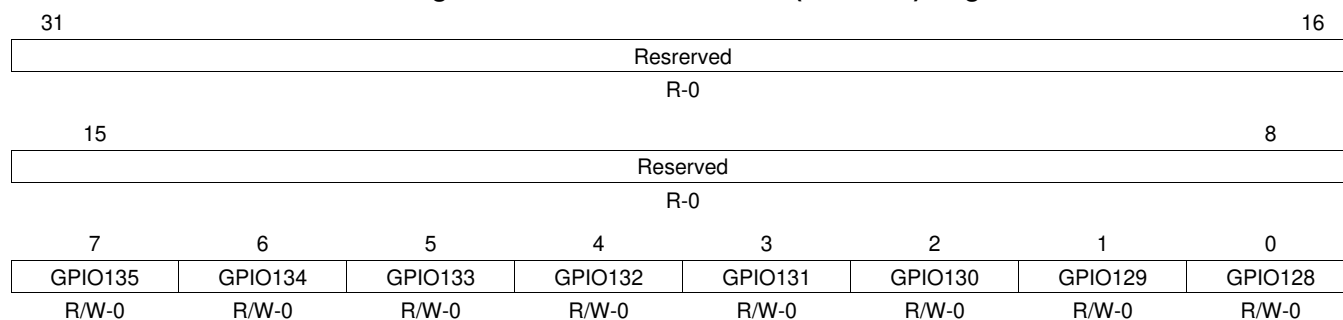 31 16
Resrerved
R-0
15 8
Reserved
R-0
7 6 5 4 3 2 1 0
GPIO135 GPIO134 GPIO133 GPIO132 GPIO131 GPIO130 GPIO129 GPIO128
R/W-0 R/W-0 R/W-0 R/W-0 R/W-0 R/W-0 R/W-0 R/W-0